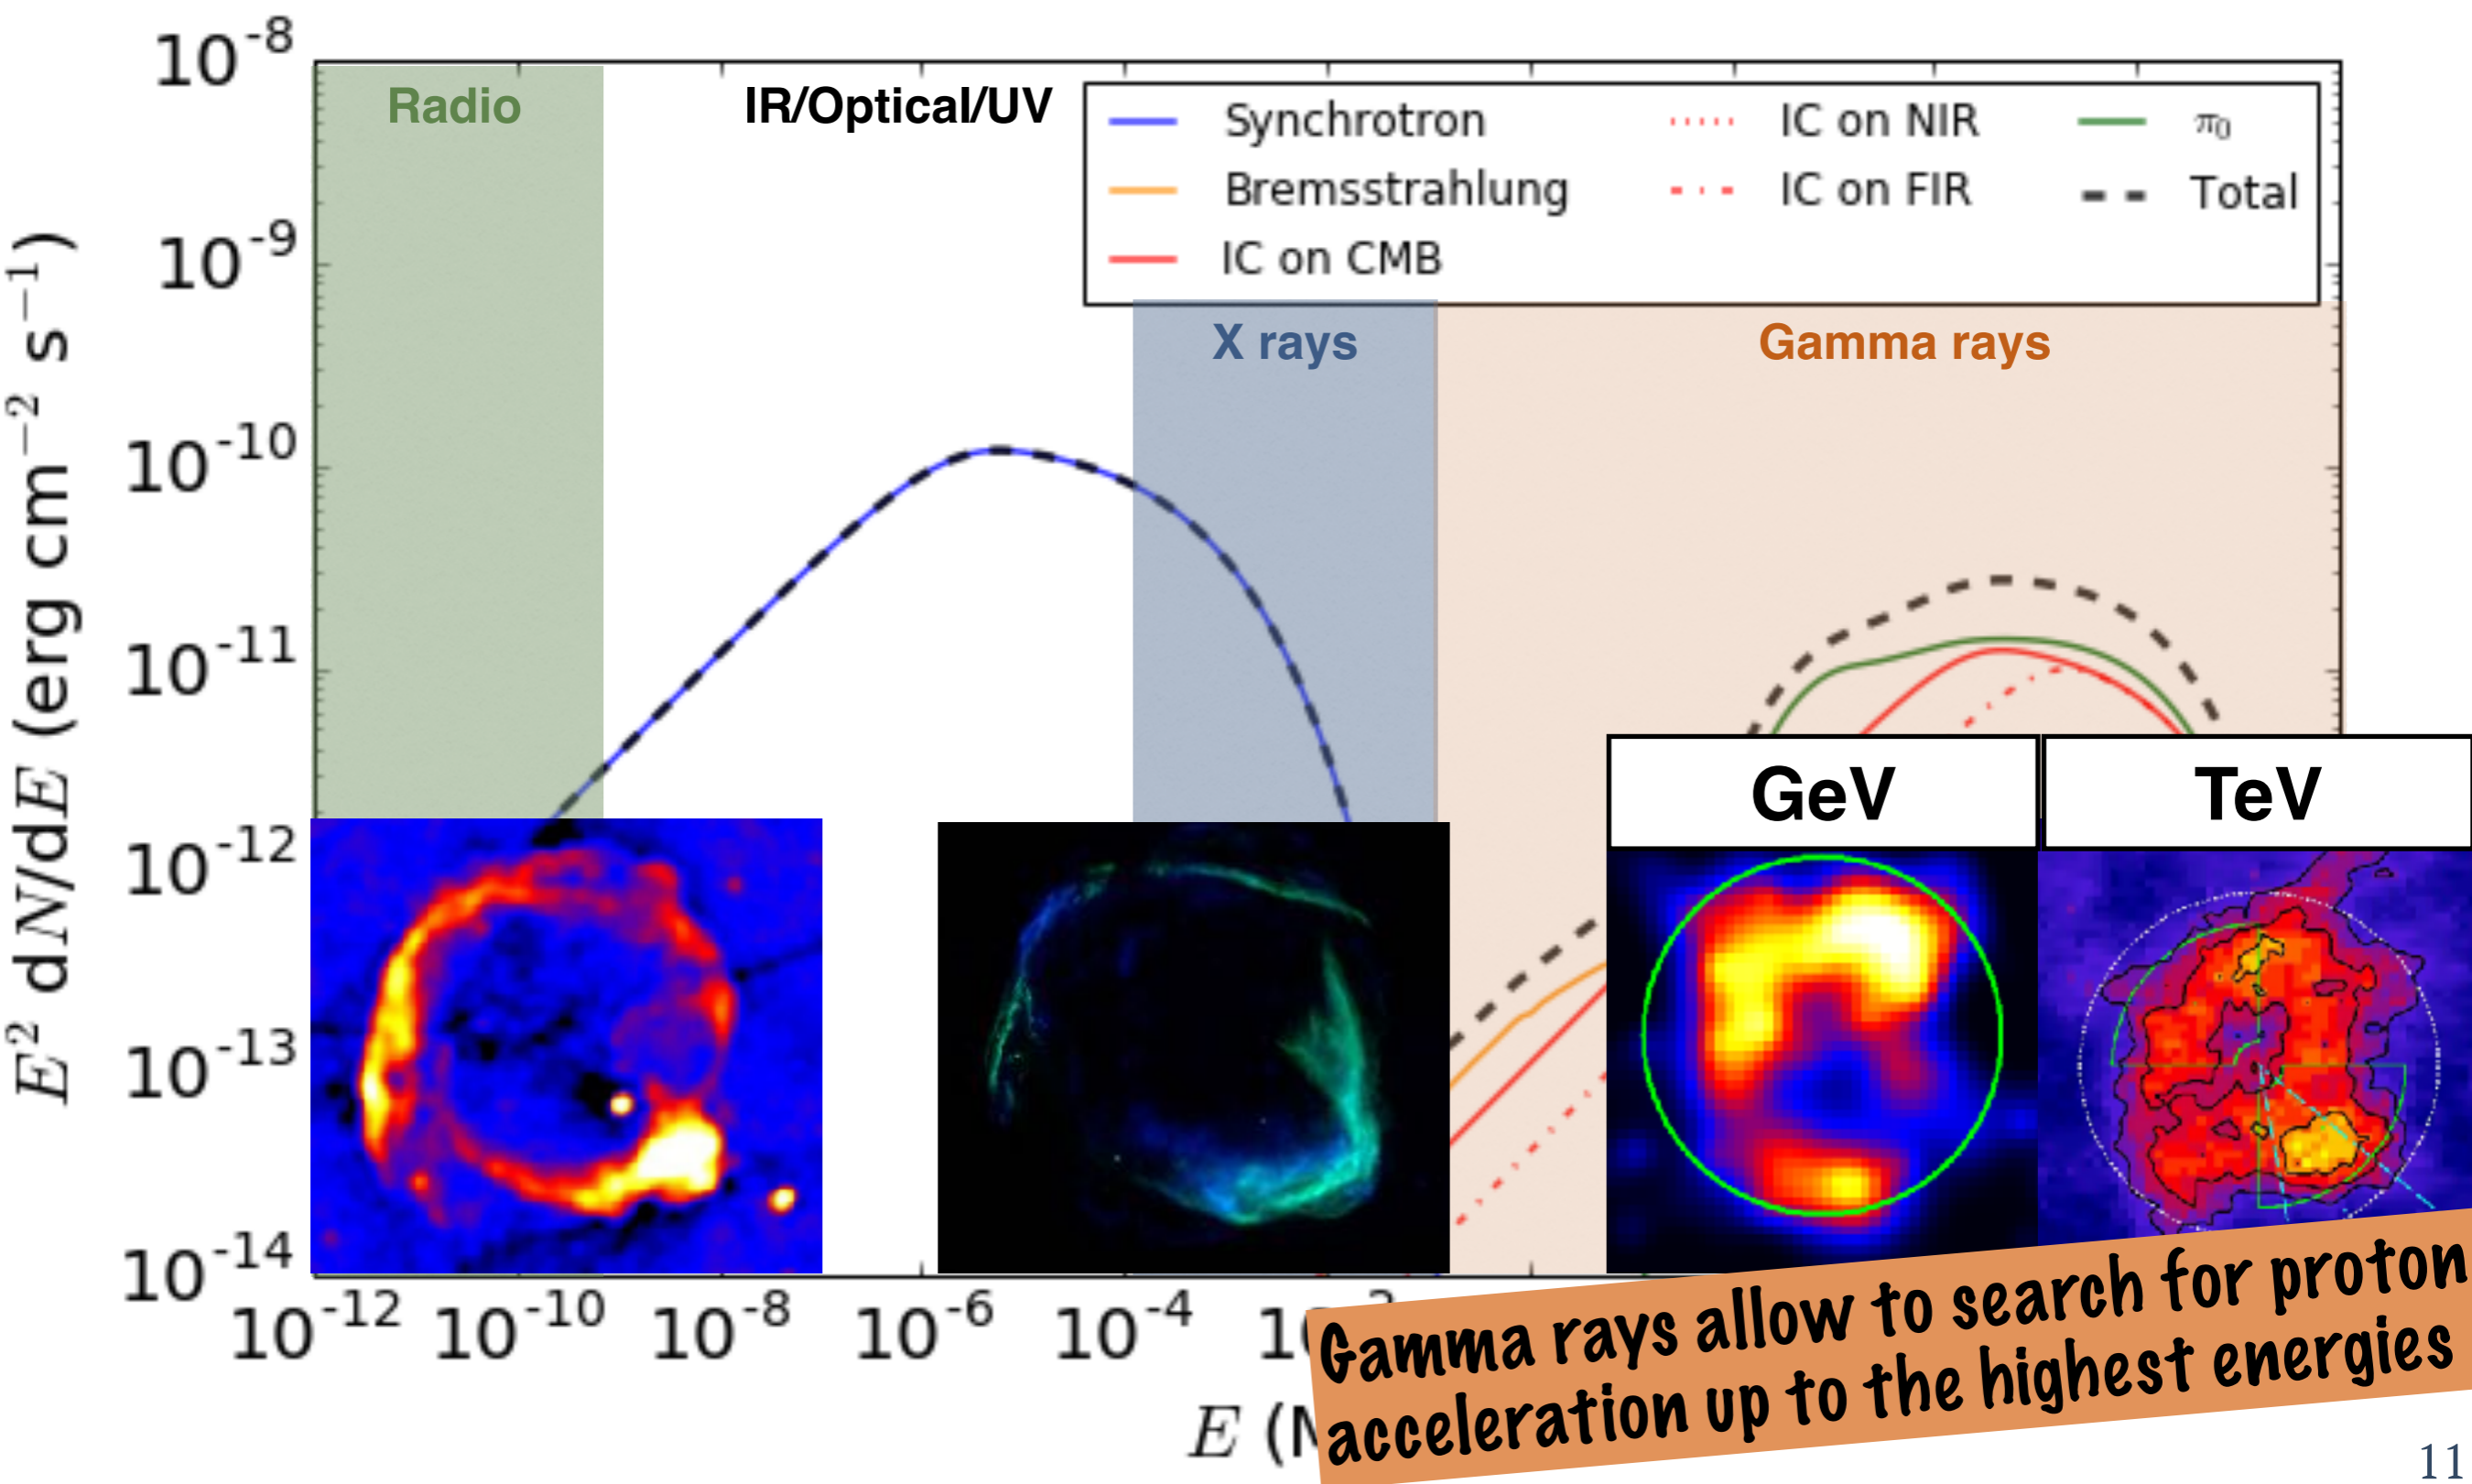 10^-8
Radio
IR/Optical/UV
Synchrotron
IC on NIR
π₀
Bremsstrahlung
IC on FIR
Total
IC on CMB
10^-9
X rays
Gamma rays
10^-10
10^-11
10^-12
10^-13
10^-14
E² dN/dE (erg cm⁻² s⁻¹)
GeV
TeV
10^-12 10^-10 10^-8 10^-6 10^-4
E
Gamma rays allow to search for proton
acceleration up to the highest energies
11